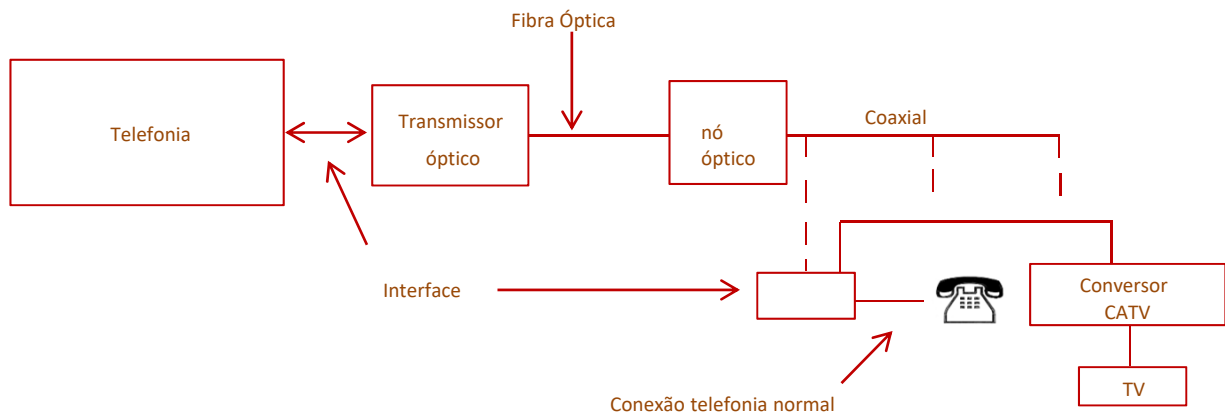 Fibra Óptica
Telefonia
Transmissor
óptico
nó
óptico
Coaxial
Interface
Conversor
CATV
TV
Conexão telefonia normal